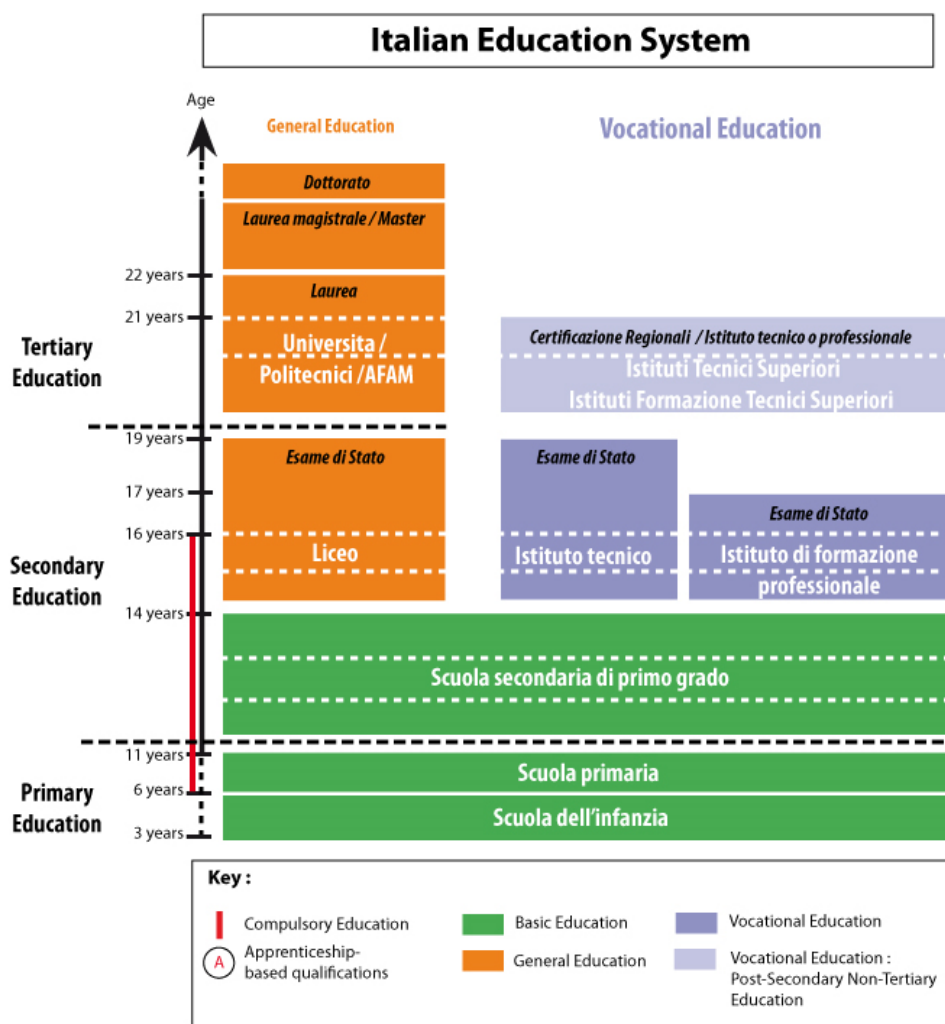 Italian Education System
Age
General Education
Vocational Education
Dottorato
Laurea magistrale / Master
22 years
Laurea
21 years
Tertiary
Education
Universita /
Politecnici /AFAM
Certificazione Regionali / Istituto tecnico o professionale
Istituti Tecnici Superiori
Istituti Formazione Tecnici Superiori
19 years
Esame di Stato
Esame di Stato
17 years
Esame di Stato
16 years
Secondary
Education
Liceo
Istituto tecnico
Istituto di formazione
professionale
14 years
Scuola secondaria di primo grado
11 years
Primary
Education
Scuola primaria
6 years
Scuola dell'infanzia
3 years
Key :
Compulsory Education
A
Apprenticeship-
based qualifications
Basic Education
General Education
Vocational Education
Vocational Education :
Post-Secondary Non-Tertiary
Education